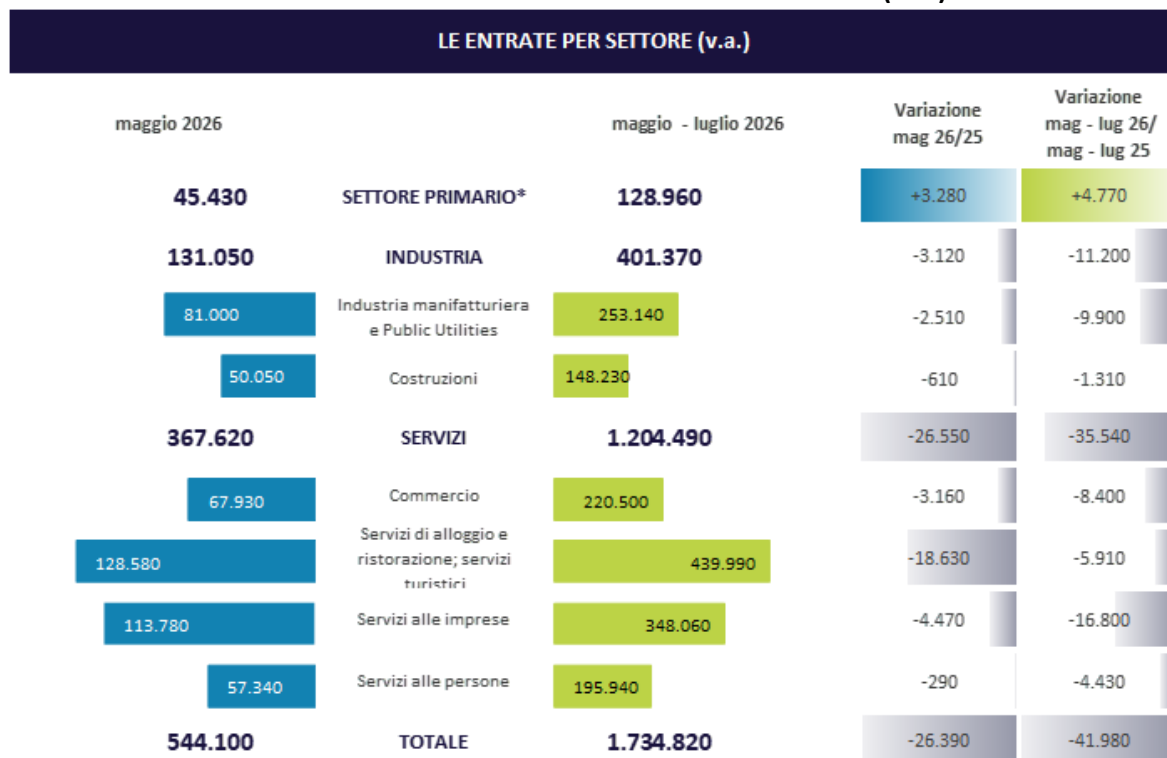 LE ENTRATE PER SETTORE (v.a.)
maggio 2026
maggio - luglio 2026
Variazione
mag 26/25
Variazione
mag - lug 26/
mag - lug 25
45.430 SETTORE PRIMARIO* 128.960 +3.280 +4.770
131.050 INDUSTRIA 401.370 -3.120 -11.200
81.000 Industria manifatturiera
e Public Utilities 253.140 -2.510 -9.900
50.050 Costruzioni 148.230 -610 -1.310
367.620 SERVIZI 1.204.490 -26.550 -35.540
67.930 Commercio 220.500 -3.160 -8.400
Servizi di alloggio e
128.580 ristorazione; servizi 439.990 -18.630 -5.910
turistici
113.780 Servizi alle imprese 348.060 -4.470 -16.800
57.340 Servizi alle persone 195.940 -290 -4.430
544.100 TOTALE 1.734.820 -26.390 -41.980